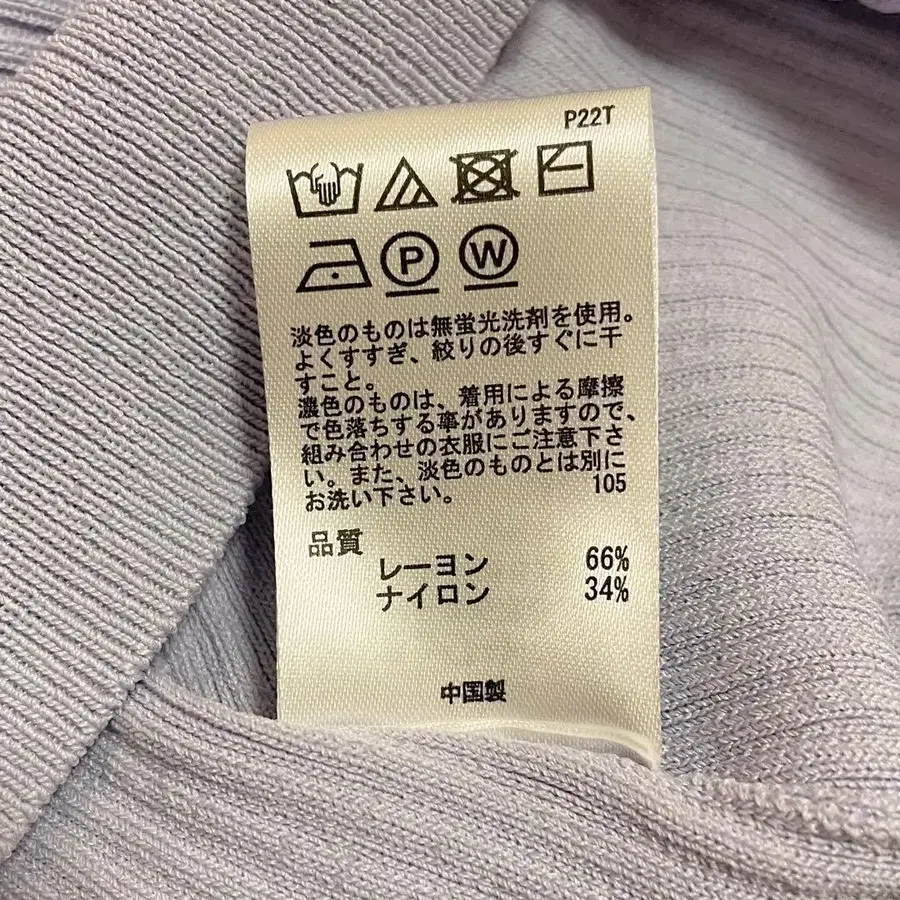 P22T
P W
淡色のものは無蛍光洗剤を使用。
よくすすぎ、絞りの後すぐに干
すこと。
濃色のものは、着用による摩擦
で色落ちする事がありますので、
組み合わせの衣服にご注意下さ
い。また、淡色のものとは別に
お洗い下さい。 105
品質
レーヨン 66%
ナイロン 34%
中国製